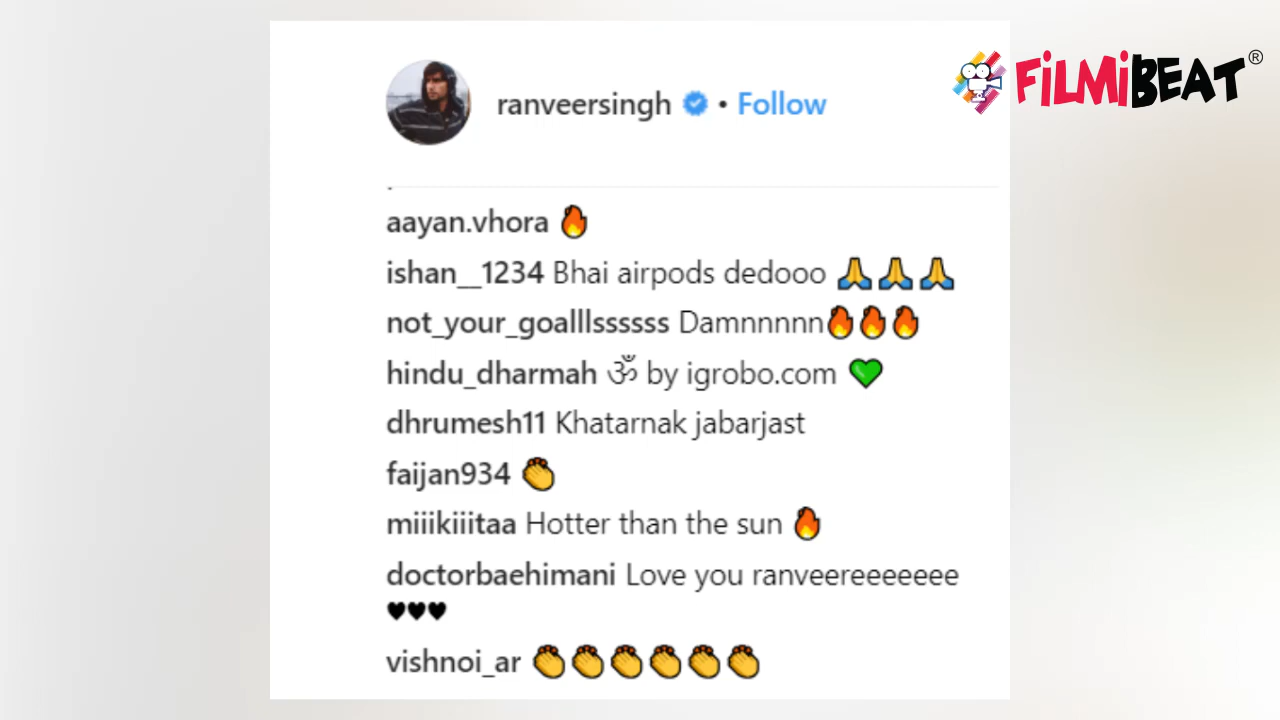 ranveersingh • Follow
FiLMiBEAT®
aayan.vhora 🔥
ishan__1234 Bhai airpods dedooo 🙏🙏🙏
not_your_goalllssssss Damnnnnn🔥🔥🔥
hindu_dharmah ॐ by igrobo.com 💚
dhrumesh11 Khatarnak jabarjast
faijan934 👏
miiikiiitaa Hotter than the sun 🔥
doctorbaehimani Love you ranveereeeeeee
♥♥♥
vishnoi_ar 👏👏👏👏👏👏